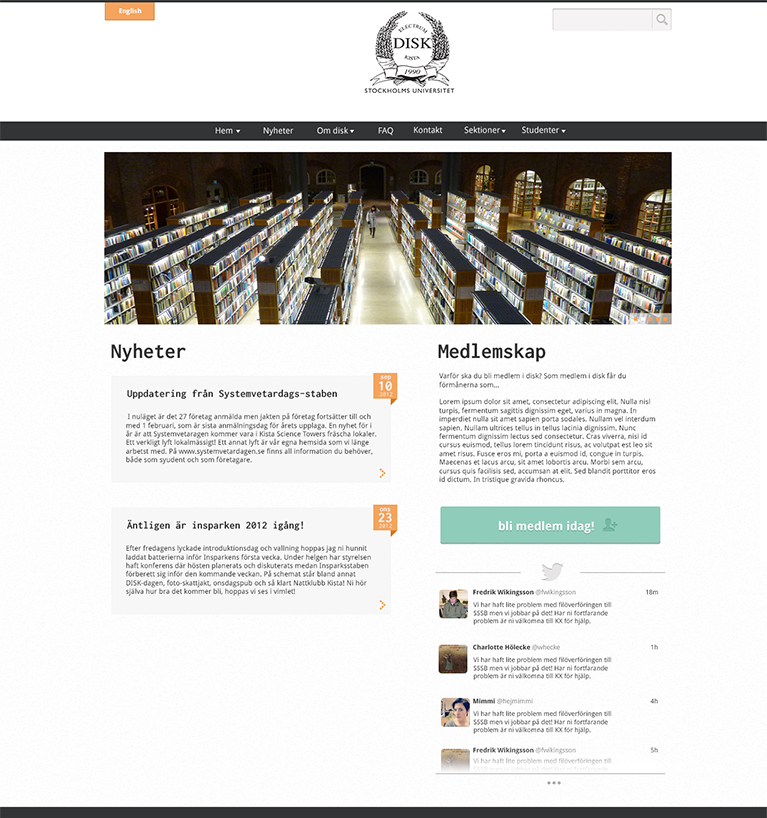 English
ELECTRUM
DISK
KISTA
1990
STOCKHOLMS UNIVERSITET
Hem Nyheter Om disk FAQ Kontakt Sektioner Studenter
Nyheter
sep
10
2012
Uppdatering från Systemvetardags-staben
I nuläget är det 27 företag anmälda men jakten på företag fortsätter till och
med 1 februari, som är sista anmälningsdag för årets upplaga. En nyhet för i
år är att Systemvetaragen kommer vara i Kista Science Towers fräscha lokaler.
Ett verkligt lyft lokalmässigt! Ett annat lyft är vår egna hemsida som vi länge
arbetst med. På www.systemvetardagen.se finns all information du behöver,
både som syudent och som företagare.
23
2012
Äntligen är insparken 2012 igång!
Efter fredagens lyckade introduktionsdag och vallning hoppas jag ni hunnit
laddat batterierna inför Insparkens första vecka. Under helgen har styrelsen
haft konferens där hösten planerats och diskuterats medan Insparksstaben
förberett sig inför den kommande veckan. På schemat står bland annat
DISK-dagen, foto-skattjakt, onsdagspub och så klart Nattklubb Kista! Ni hör
själva hur bra det kommer bli, hoppas vi ses i vimlet!
Medlemskap
Varför ska du bli medlem i disk? Som medlem i disk får du
förmånerna som...
Lorem ipsum dolor sit amet, consectetur adipiscing elit. Nulla nisl
turpis, fermentum sagittis dignissim eget, varius in magna. In
imperdiet nulla sit amet sapien porta sodales. Nullam vel interdum
sapien. Nullam ultrices tellus in tellus lacinia dignissim. Nunc
fermentum dignissim lectus sed consectetur. Cras viverra, nisi id
cursus euismod, tellus lorem tincidunt risus, ac volutpat est leo sit
amet risus. Fusce eros mi, porta a euismod id, congue in turpis.
Maecenas et lacus arcu, sit amet lobortis arcu. Morbi sem arcu,
cursus quis facilisis sed, accumsan at elit. Sed blandit porttitor eros
id dictum. In tristique gravida rhoncus.
bli medlem idag!
Fredrik Wikingsson @fwikingsson 18m
Vi har haft lite problem med filöverföringen till
SSSB men vi jobbar på det! Har ni fortfarande
problem är ni välkomna till KX för hjälp.
Charlotte Hölecke @whecke 1h
Vi har haft lite problem med filöverföringen till
SSSB men vi jobbar på det! Har ni fortfarande
problem är ni välkomna till KX för hjälp.
Mimmi @hejmimmi 4h
Vi har haft lite problem med filöverföringen till
SSSB men vi jobbar på det! Har ni fortfarande
problem är ni välkomna till KX för hjälp.
Fredrik Wikingsson @fwikingsson 5h
Vi har haft lite problem med filöverföringen till
SSSB men vi jobbar på det! Har ni fortfarande